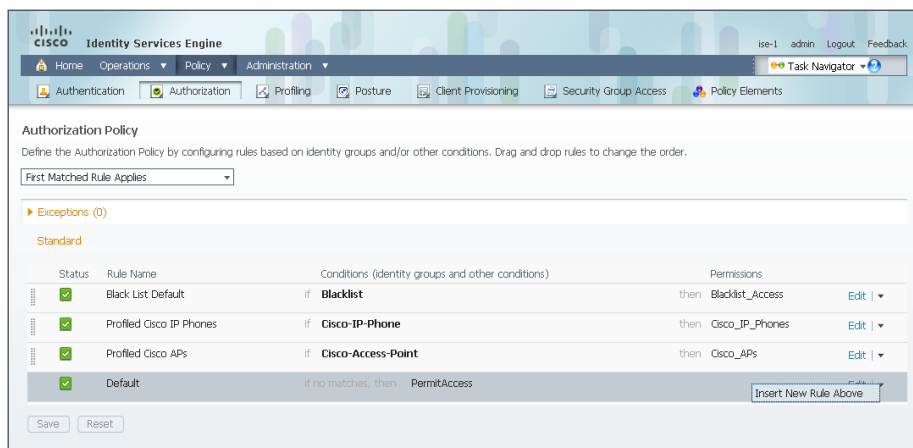 CISCO Identity Services Engine
ise-1 admin Logout Feedback
Home Operations Policy Administration
Task Navigator
Authentication Authorization Profiling Posture Client Provisioning Security Group Access Policy Elements
Authorization Policy
Define the Authorization Policy by configuring rules based on identity groups and/or other conditions. Drag and drop rules to change the order.
First Matched Rule Applies
Exceptions (0)
Standard
Status Rule Name Conditions (identity groups and other conditions) Permissions
Black List Default if Blacklist then Blacklist_Access Edit |
Profiled Cisco IP Phones if Cisco-IP-Phone then Cisco_IP_Phones Edit |
Profiled Cisco APs if Cisco-Access-Point then Cisco_APs Edit |
Default if no matches, then PermitAccess
Insert New Rule Above
Save Reset